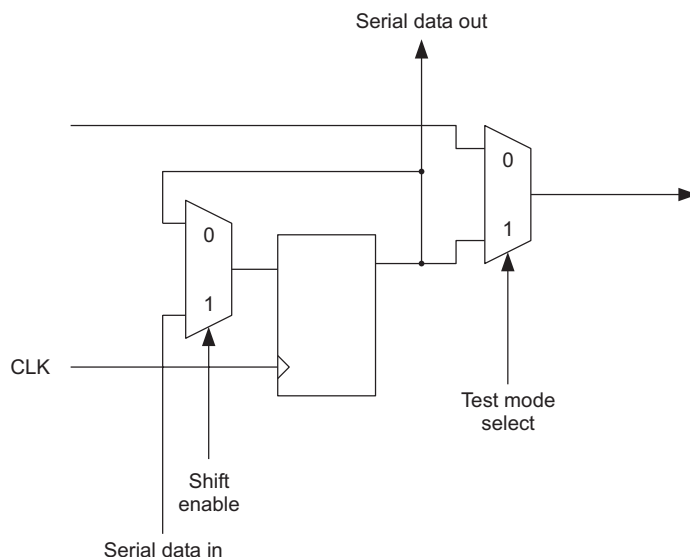 Serial data out
0
1
0
1
CLK
Test mode
select
Shift
enable
Serial data in